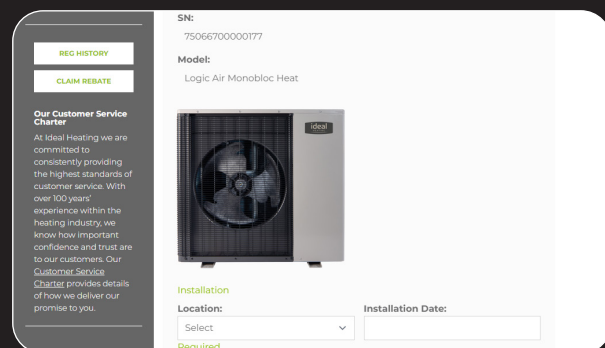 REG HISTORY
CLAIM REBATE
Our Customer Service
Charter
At Ideal Heating we are
committed to
consistently providing
the highest standards of
customer service. With
over 100 years'
experience within the
heating industry, we
know how important
confidence and trust are
to our customers. Our
Customer Service
Charter provides details
of how we deliver our
promise to you.
SN:
75066700000177
Model:
Logic Air Monobloc Heat
ideal
Installation
Location:
Select
Required
Installation Date: